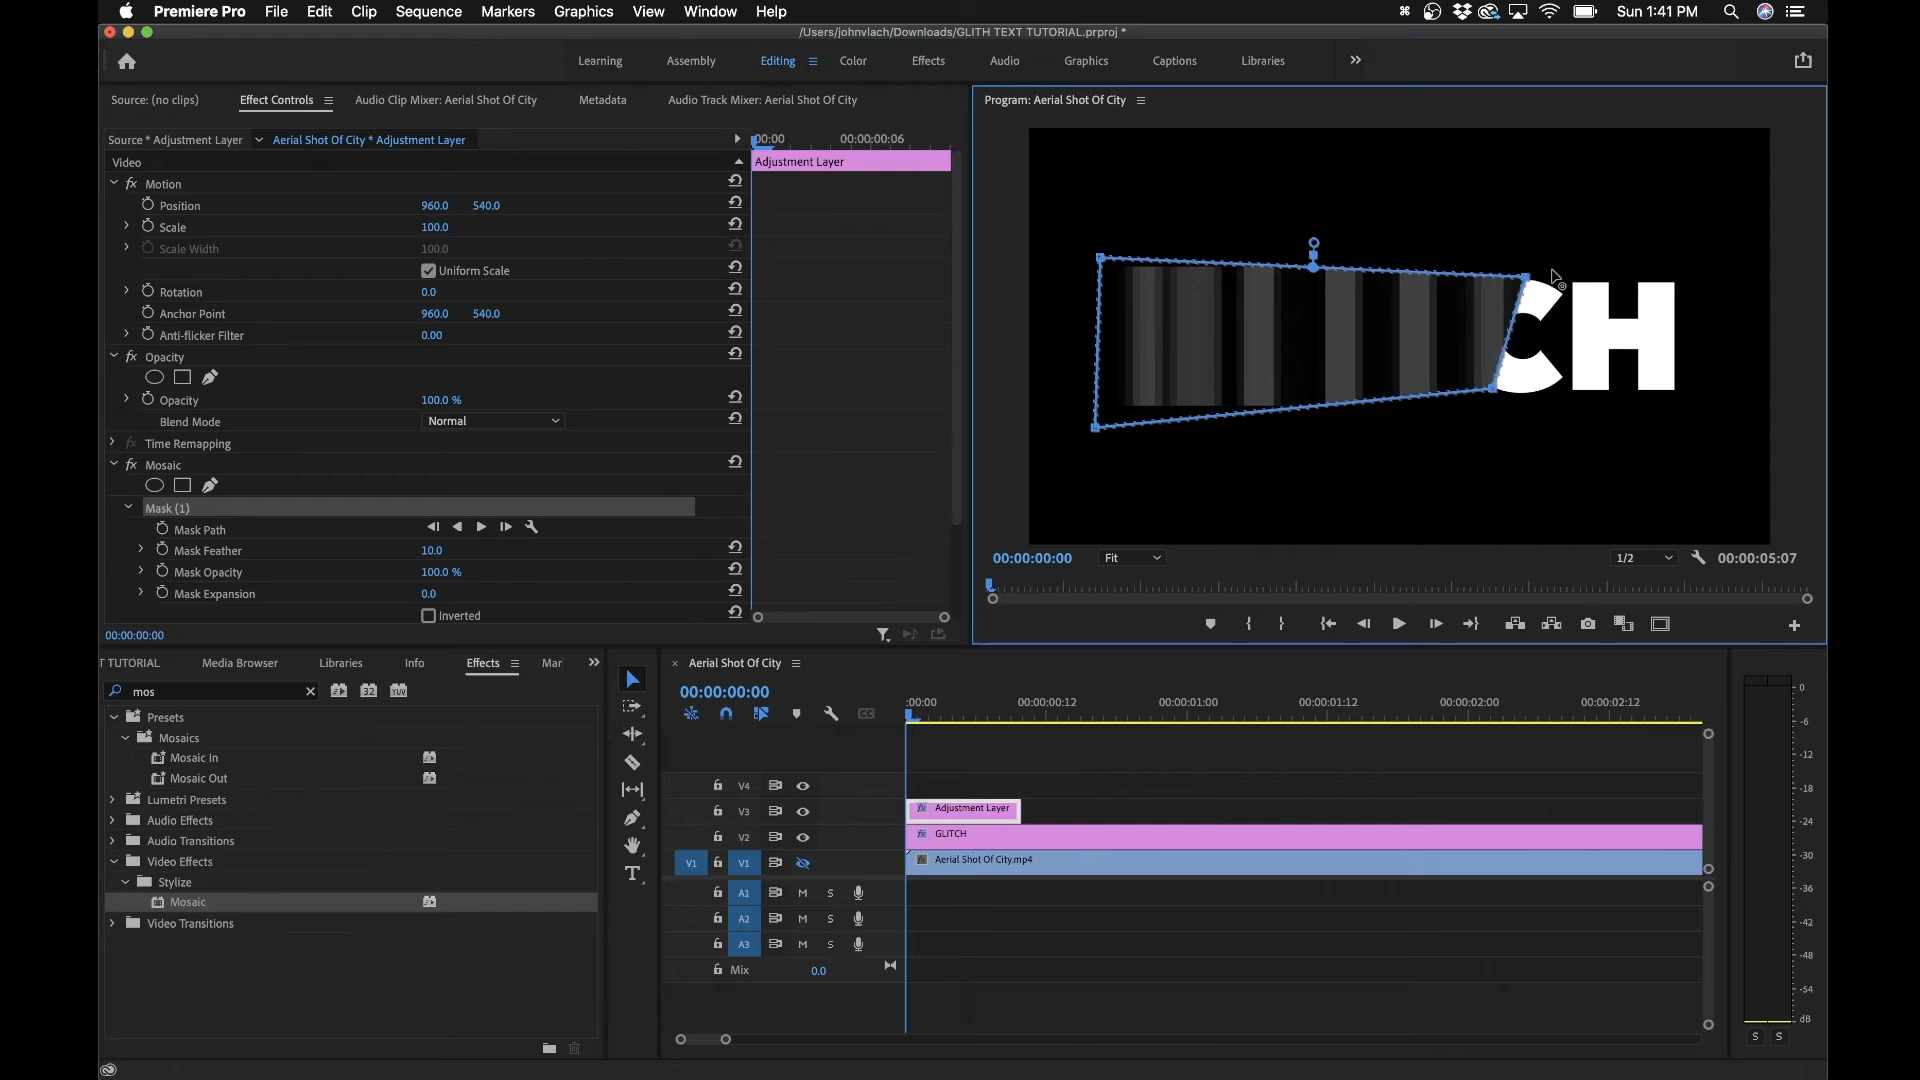 Premiere Pro File Edit Clip Sequence Markers Graphics View Window Help Sun 1:41 PM
/Users/johnvlach/Downloads/GLITH TEXT TUTORIAL.prproj *
Learning Assembly Editing Color Effects Audio Graphics Captions Libraries
Source: (no clips) Effect Controls Audio Clip Mixer: Aerial Shot Of City Metadata Audio Track Mixer: Aerial Shot Of City
Program: Aerial Shot Of City
Source * Adjustment Layer Aerial Shot Of City * Adjustment Layer
:00:00 00:00:00:06
Video
Adjustment Layer
fx Motion
Position 960.0 540.0
Scale 100.0
Scale Width 100.0
Uniform Scale
Rotation 0.0
Anchor Point 960.0 540.0
Anti-flicker Filter 0.00
fx Opacity
Opacity 100.0 %
Blend Mode Normal
fx Time Remapping
fx Mosaic
Mask (1)
Mask Path
Mask Feather 10.0
Mask Opacity 100.0 %
Mask Expansion 0.0
Inverted
00:00:00:00
CH
00:00:00:00 Fit 1/2 00:00:05:07
T TUTORIAL Media Browser Libraries Info Effects Mar
mos
32 YUV
Presets
Mosaics
Mosaic In
Mosaic Out
Lumetri Presets
Audio Effects
Audio Transitions
Video Effects
Stylize
Mosaic
Video Transitions
T
× Aerial Shot Of City
00:00:00:00
:00:00 00:00:00:12 00:00:01:00 00:00:01:12 00:00:02:00 00:00:02:12
CC
V4
V3 fx Adjustment Layer
V2 fx GLITCH
V1 V1 fx Aerial Shot Of City.mp4
A1 M S
A2 M S
A3 M S
Mix 0.0
0
-6
-12
-18
-24
-30
-36
-42
-48
-54
dB
S S